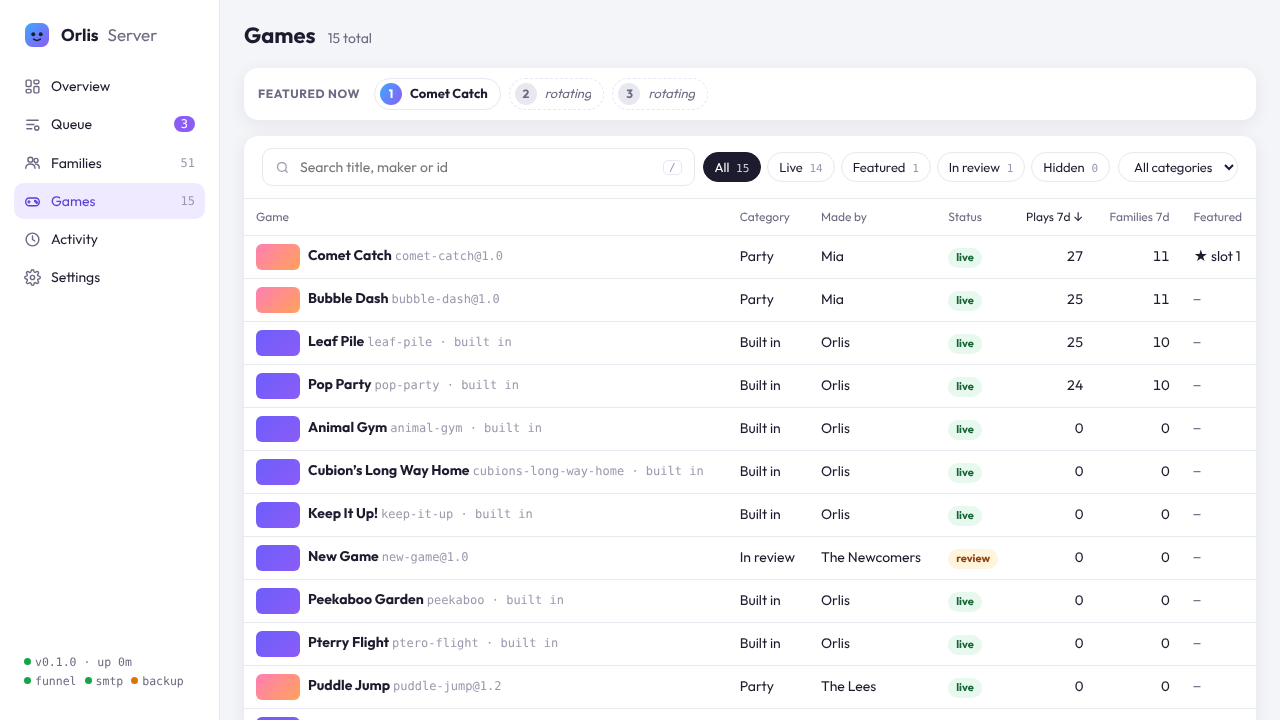 Orlis Server
Overview
Queue 3
Families 51
Games 15
Activity
Settings
v0.1.0 · up 0m
funnel smtp backup
Games 15 total
FEATURED NOW 1 Comet Catch 2 rotating 3 rotating
Search title, maker or id / All 15 Live 14 Featured 1 In review 1 Hidden 0 All categories
Game Category Made by Status Plays 7d ↓ Families 7d Featured
Comet Catch comet-catch@1.0 Party Mia live 27 11 ★ slot 1
Bubble Dash bubble-dash@1.0 Party Mia live 25 11 –
Leaf Pile leaf-pile · built in Built in Orlis live 25 10 –
Pop Party pop-party · built in Built in Orlis live 24 10 –
Animal Gym animal-gym · built in Built in Orlis live 0 0 –
Cubion’s Long Way Home cubions-long-way-home · built in Built in Orlis live 0 0 –
Keep It Up! keep-it-up · built in Built in Orlis live 0 0 –
New Game new-game@1.0 In review The Newcomers review 0 0 –
Peekaboo Garden peekaboo · built in Built in Orlis live 0 0 –
Pterry Flight ptero-flight · built in Built in Orlis live 0 0 –
Puddle Jump puddle-jump@1.2 Party The Lees live 0 0 –